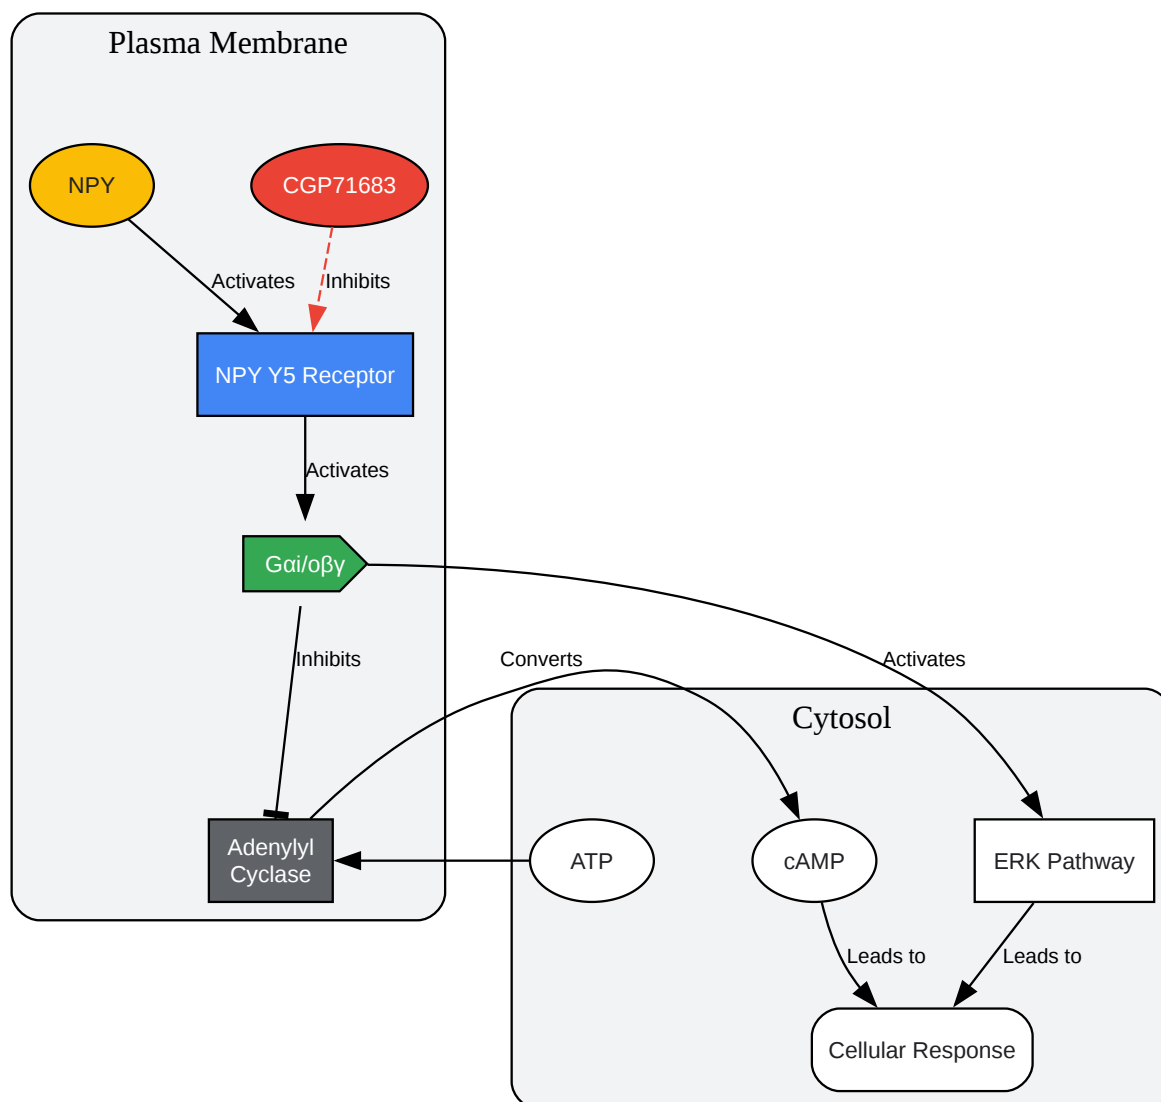 Plasma Membrane
NPY
CGP71683
Activates
Inhibits
NPY Y5 Receptor
Activates
Gαi/oβγ
Inhibits
Converts
Activates
Cytosol
Adenylyl
Cyclase
ATP
cAMP
ERK Pathway
Leads to
Leads to
Cellular Response